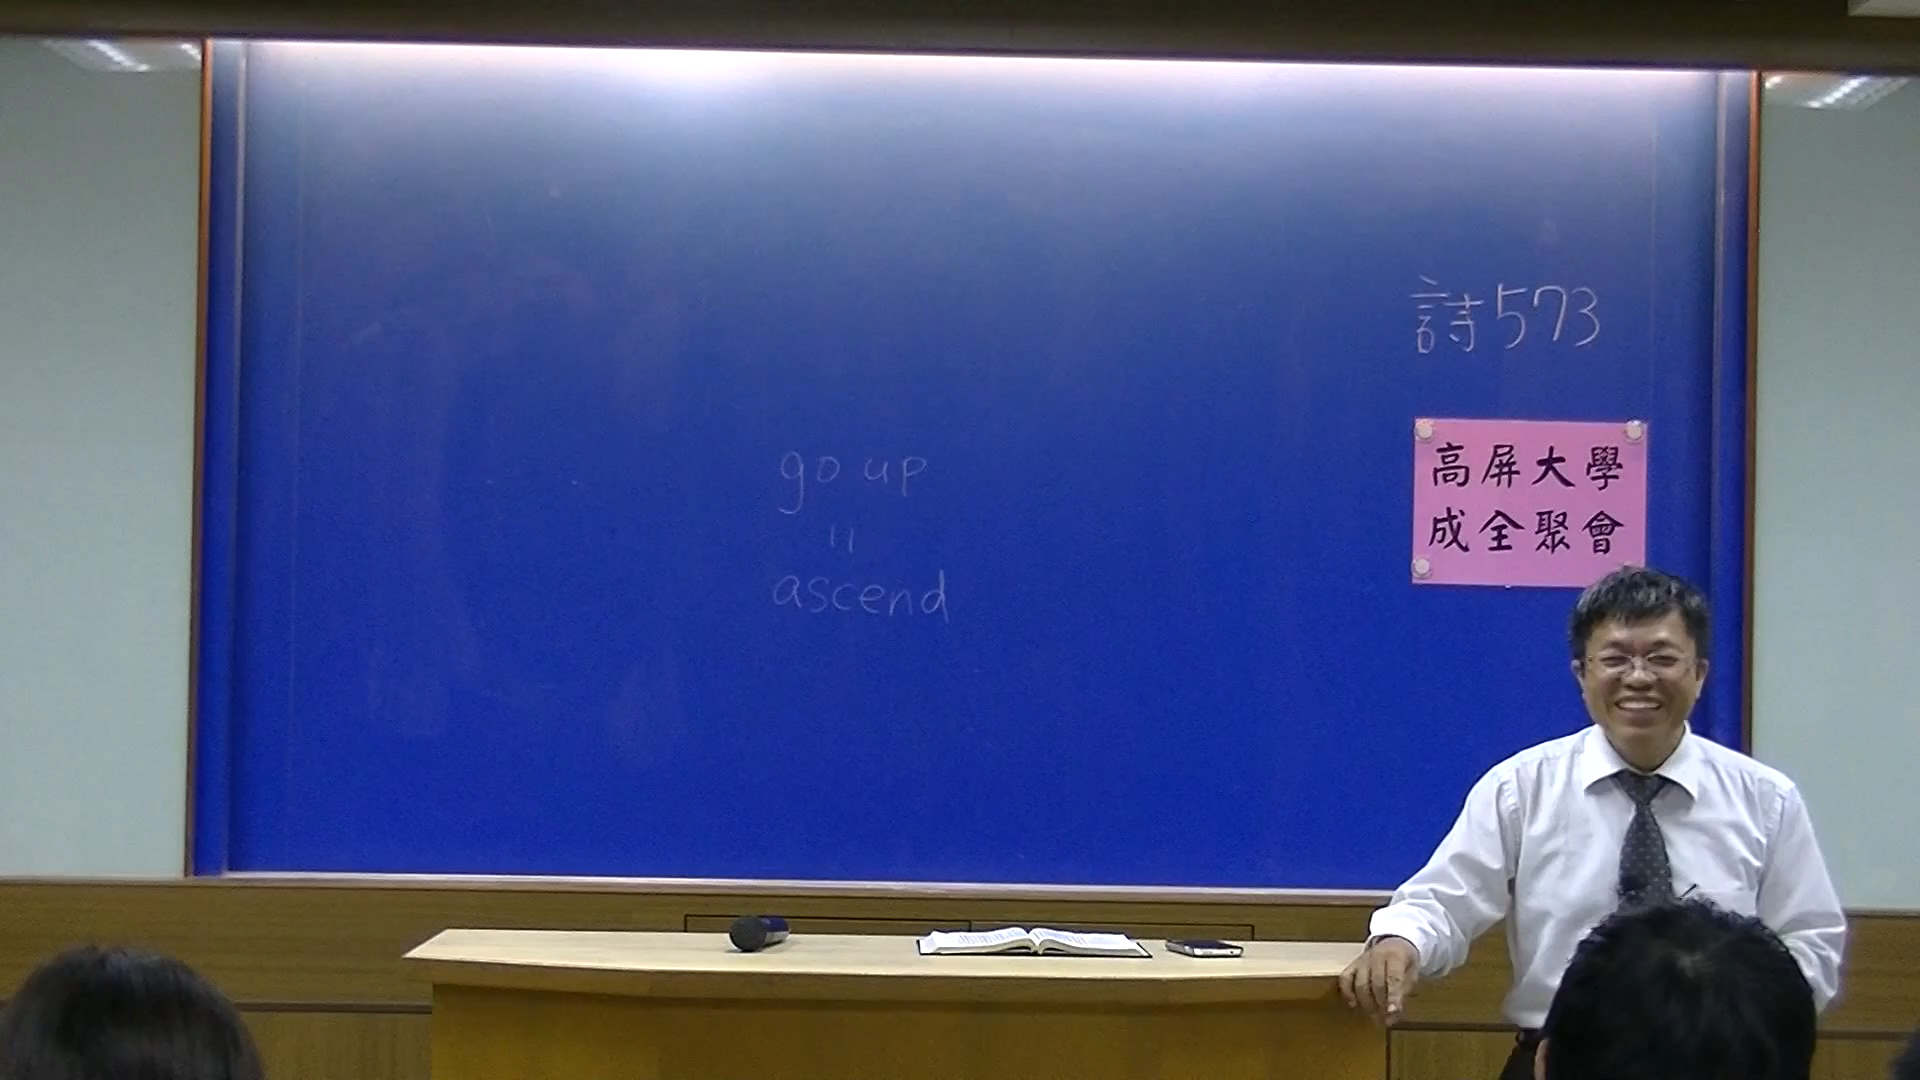 詩573
高屏大學
成全聚會
go up
=
ascend